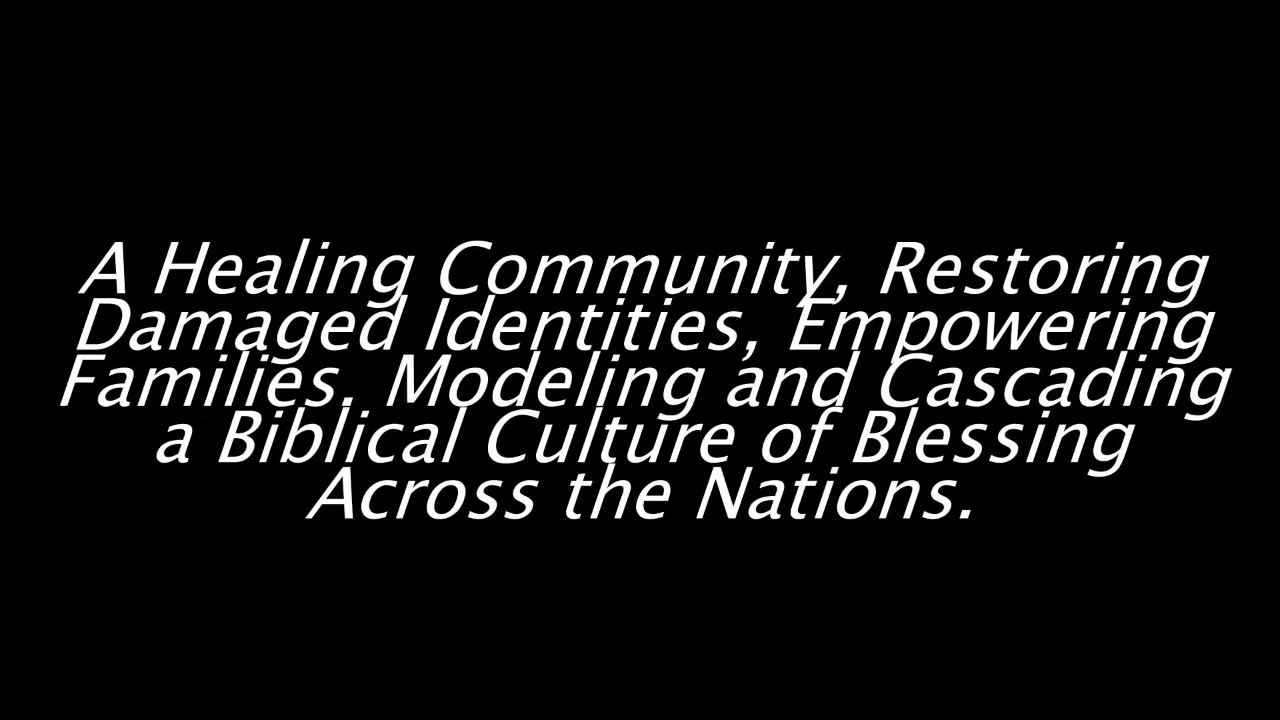 A Healing Community, Restoring
Damaged Identities, Empowering
Families, Modeling and Cascading
a Biblical Culture of Blessing
Across the Nations.